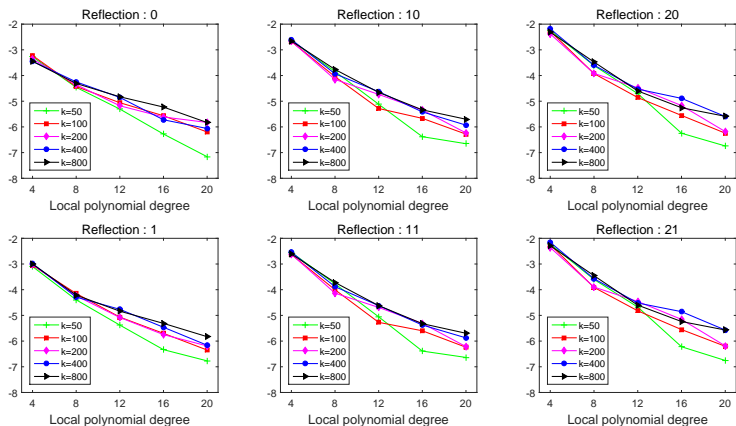 Reflection : 0
-2
-3
-4
-5
-6
-7
-8
k=50
k=100
k=200
k=400
k=800
4 8 12 16 20
Local polynomial degree
Reflection : 10
-2
-3
-4
-5
-6
-7
-8
k=50
k=100
k=200
k=400
k=800
4 8 12 16 20
Local polynomial degree
Reflection : 20
-2
-3
-4
-5
-6
-7
-8
k=50
k=100
k=200
k=400
k=800
4 8 12 16 20
Local polynomial degree
Reflection : 1
-2
-3
-4
-5
-6
-7
-8
k=50
k=100
k=200
k=400
k=800
4 8 12 16 20
Local polynomial degree
Reflection : 11
-2
-3
-4
-5
-6
-7
-8
k=50
k=100
k=200
k=400
k=800
4 8 12 16 20
Local polynomial degree
Reflection : 21
-2
-3
-4
-5
-6
-7
-8
k=50
k=100
k=200
k=400
k=800
4 8 12 16 20
Local polynomial degree